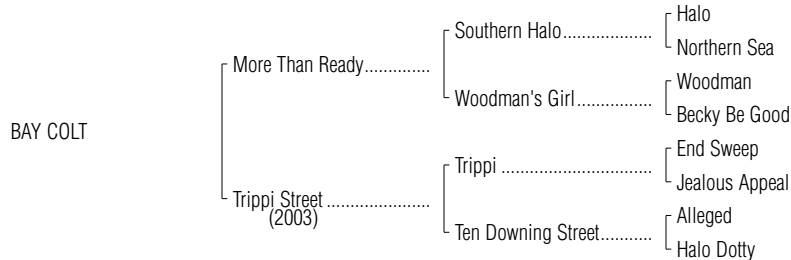 Halo
Southern Halo...................
Northern Sea
More Than Ready..............
Woodman
Woodman's Girl................
Becky Be Good
BAY COLT
End Sweep
Trippi ................................
Jealous Appeal
Trippi Street ......................
(2003)
Alleged
Ten Downing Street...........
Halo Dotty